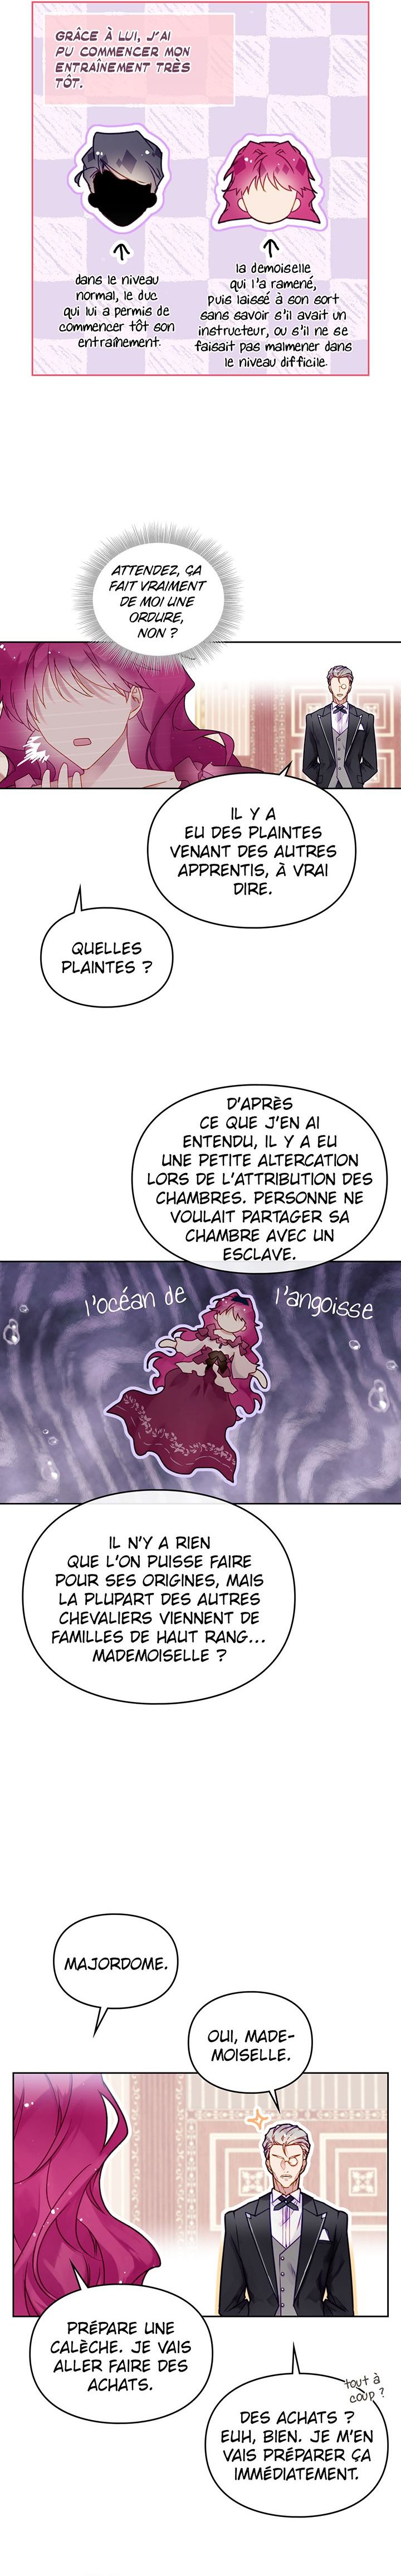 GRÂCE À LUI, J'AI
PU COMMENCER MON
ENTRAÎNEMENT TRÈS
TÔT.
dans le niveau
normal, le duc
qui lui a permis de
commencer tôt son
entraînement.
la demoiselle
qui l'a ramené,
puis laissé à son sort
sans savoir s'il avait un
instructeur, ou s'il ne se
faisait pas malmener dans
le niveau difficile.
ATTENDEZ, ÇA
FAIT VRAIMENT
DE MOI UNE
ORDURE,
NON ?
IL Y A
EU DES PLAINTES
VENANT DES AUTRES
APPRENTIS, À VRAI
DIRE.
QUELLES
PLAINTES ?
D'APRÈS
CE QUE J'EN AI
ENTENDU, IL Y A EU
UNE PETITE ALTERCATION
LORS DE L'ATTRIBUTION DES
CHAMBRES. PERSONNE NE
VOULAIT PARTAGER SA
CHAMBRE AVEC UN
ESCLAVE.
l'océan de l'angoisse
IL N'Y A RIEN
QUE L'ON PUISSE FAIRE
POUR SES ORIGINES, MAIS
LA PLUPART DES AUTRES
CHEVALIERS VIENNENT DE
FAMILLES DE HAUT RANG...
MADEMOISELLE ?
MAJORDOME.
OUI, MADE-
MOISELLE.
PRÉPARE UNE
CALÈCHE. JE VAIS
ALLER FAIRE DES
ACHATS.
tout à
coup ?
DES ACHATS ?
EUH, BIEN. JE M'EN
VAIS PRÉPARER ÇA
IMMÉDIATEMENT.